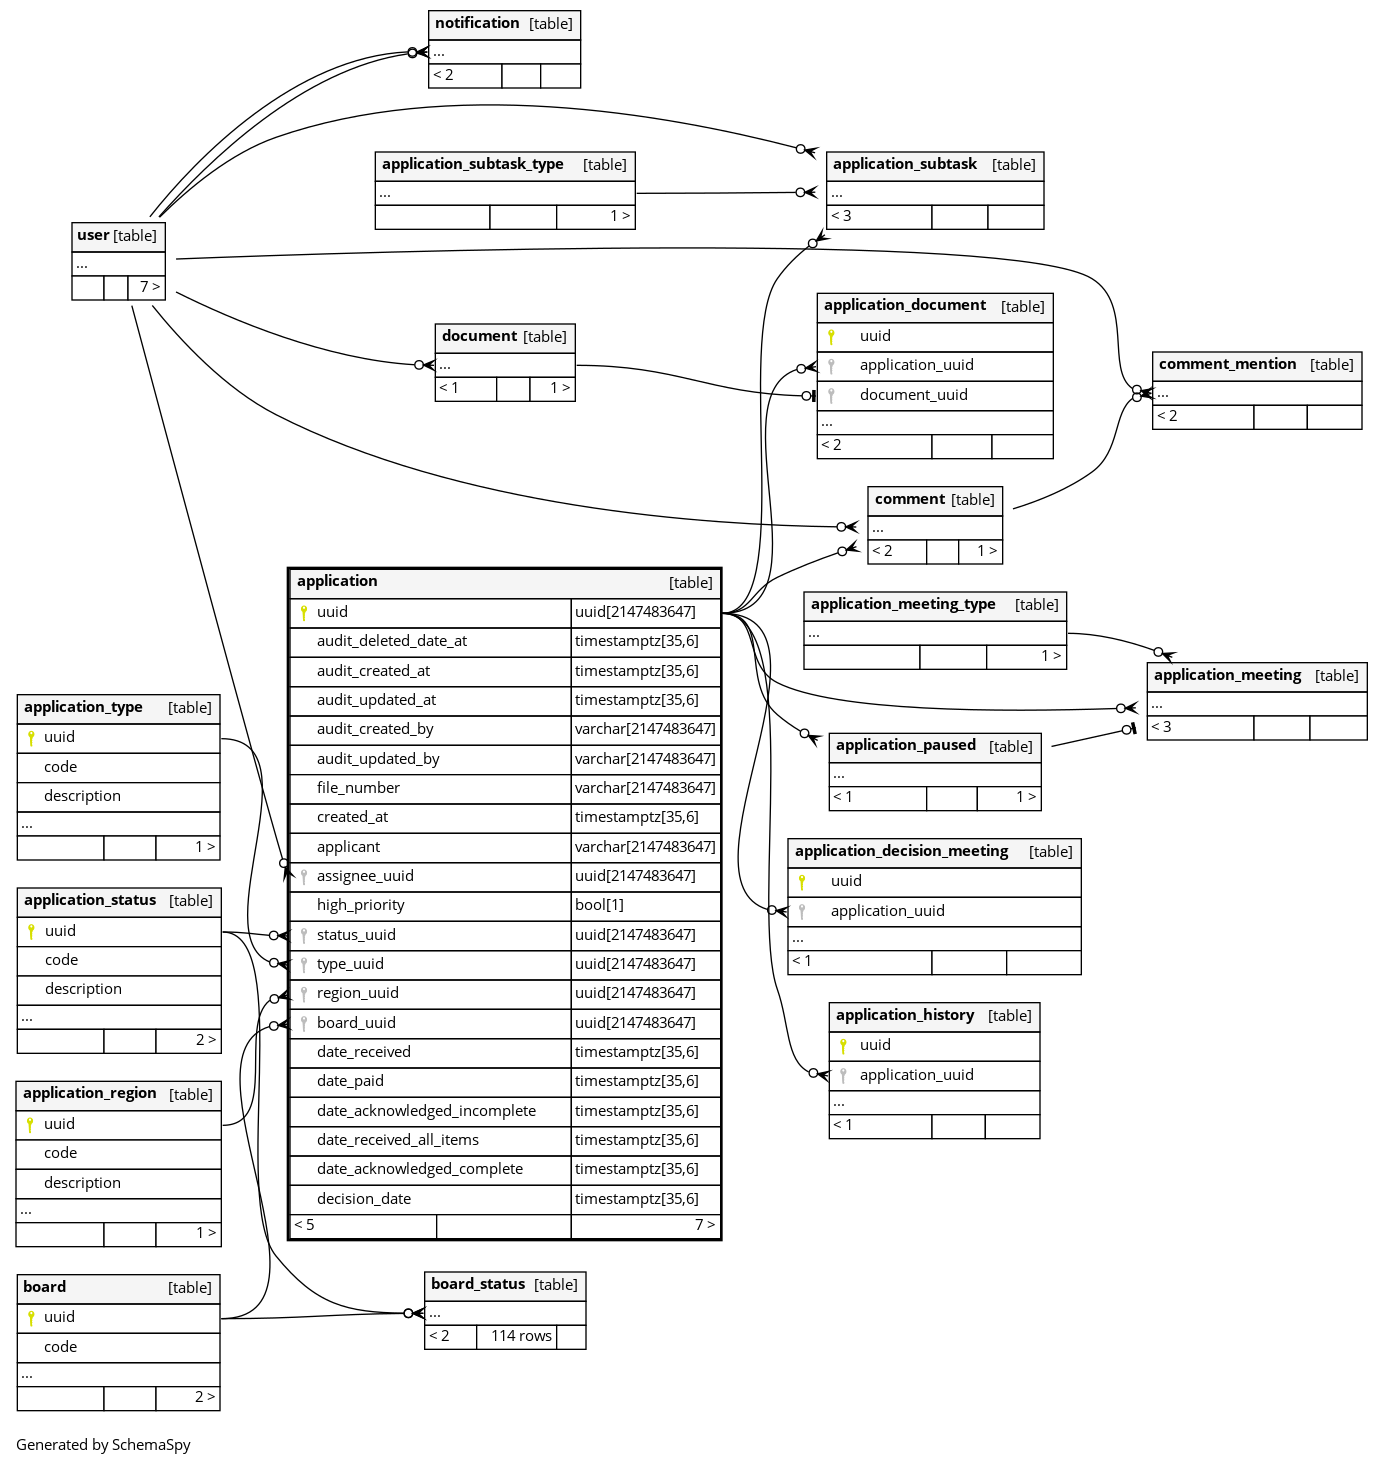 notification [table]
...
< 2
application_subtask_type [table]
...
1 >
application_subtask [table]
...
< 3
user [table]
...
7 >
document [table]
...
< 1 1 >
application_document [table]
uuid
application_uuid
document_uuid
...
< 2
comment_mention [table]
...
< 2
comment [table]
...
< 2 1 >
application [table]
uuid uuid[2147483647]
audit_deleted_date_at timestamptz[35,6]
audit_created_at timestamptz[35,6]
audit_updated_at timestamptz[35,6]
audit_created_by varchar[2147483647]
audit_updated_by varchar[2147483647]
file_number varchar[2147483647]
created_at timestamptz[35,6]
applicant varchar[2147483647]
assignee_uuid uuid[2147483647]
high_priority bool[1]
status_uuid uuid[2147483647]
type_uuid uuid[2147483647]
region_uuid uuid[2147483647]
board_uuid uuid[2147483647]
date_received timestamptz[35,6]
date_paid timestamptz[35,6]
date_acknowledged_incomplete timestamptz[35,6]
date_received_all_items timestamptz[35,6]
date_acknowledged_complete timestamptz[35,6]
decision_date timestamptz[35,6]
< 5 7 >
application_meeting_type [table]
...
1 >
application_meeting [table]
...
< 3
application_paused [table]
...
< 1 1 >
application_decision_meeting [table]
uuid
application_uuid
...
< 1
application_history [table]
uuid
application_uuid
...
< 1
application_type [table]
uuid
code
description
...
1 >
application_status [table]
uuid
code
description
...
2 >
application_region [table]
uuid
code
description
...
1 >
board [table]
uuid
code
...
2 >
board_status [table]
...
< 2 114 rows
Generated by SchemaSpy